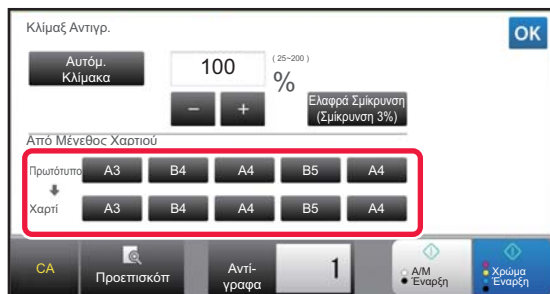 Κλίμαξ Αντιγρ.
OK
Αυτόμ.
Κλίμακα
100
(25~200)
%
−
+
Ελαφρά Σμίκρυνση
(Σμίκρυνση 3%)
Από Μέγεθος Χαρτιού
Πρωτότυπο A3 B4 A4 B5 A4
Χαρτί A3 B4 A4 B5 A4
CA
Προεπισκόπ
Αντί-
γραφα
1
Α/Μ
Έναρξη
Χρώμα
Έναρξη